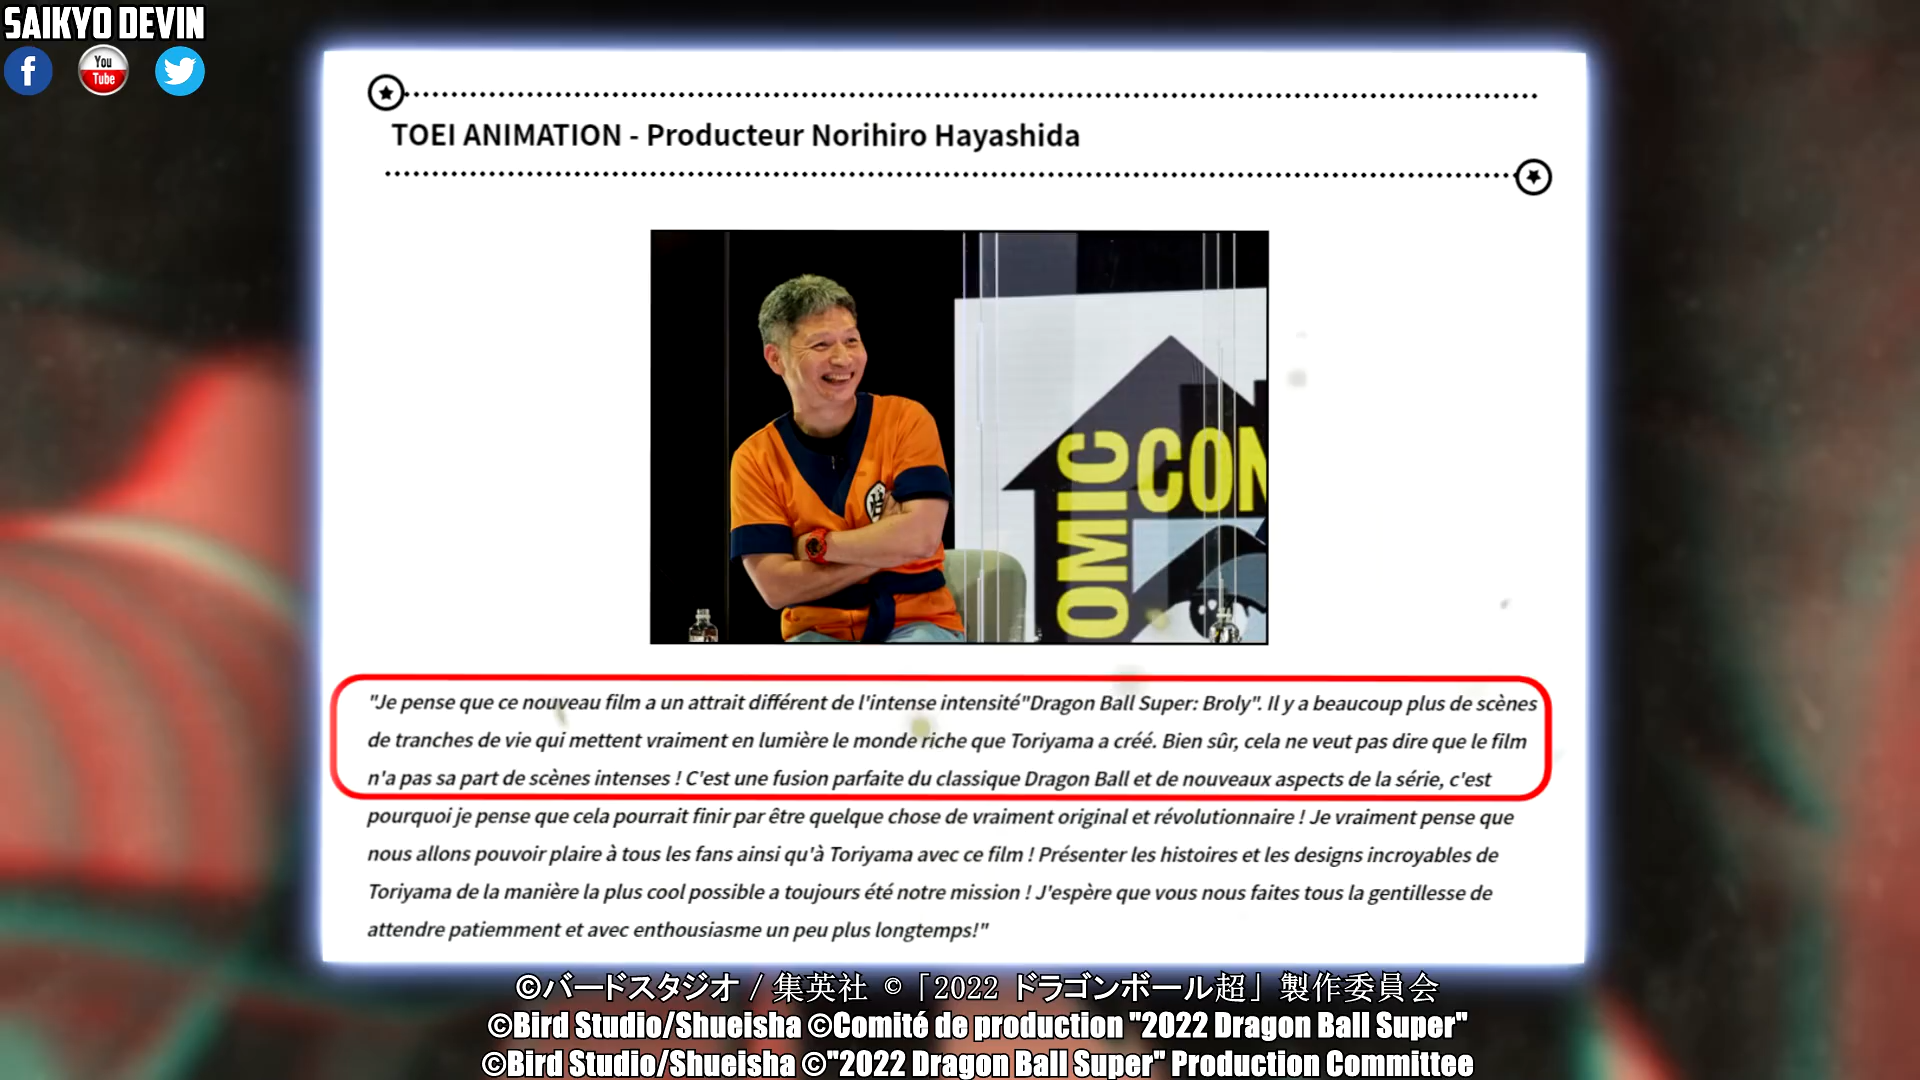 SAIKYO DEVIN
You
Tube
TOEI ANIMATION - Producteur Norihiro Hayashida
COMIC
CON
"Je pense que ce nouveau film a un attrait différent de l'intense intensité"Dragon Ball Super: Broly". Il y a beaucoup plus de scènes
de tranches de vie qui mettent vraiment en lumière le monde riche que Toriyama a créé. Bien sûr, cela ne veut pas dire que le film
n'a pas sa part de scènes intenses ! C'est une fusion parfaite du classique Dragon Ball et de nouveaux aspects de la série, c'est
pourquoi je pense que cela pourrait finir par être quelque chose de vraiment original et révolutionnaire ! Je vraiment pense que
nous allons pouvoir plaire à tous les fans ainsi qu'à Toriyama avec ce film ! Présenter les histoires et les designs incroyables de
Toriyama de la manière la plus cool possible a toujours été notre mission ! J'espère que vous nous faites tous la gentillesse de
attendre patiemment et avec enthousiasme un peu plus longtemps!"
©バードスタジオ / 集英社 ©「2022 ドラゴンボール超」製作委員会
©Bird Studio/Shueisha ©Comité de production "2022 Dragon Ball Super"
©Bird Studio/Shueisha ©"2022 Dragon Ball Super" Production Committee